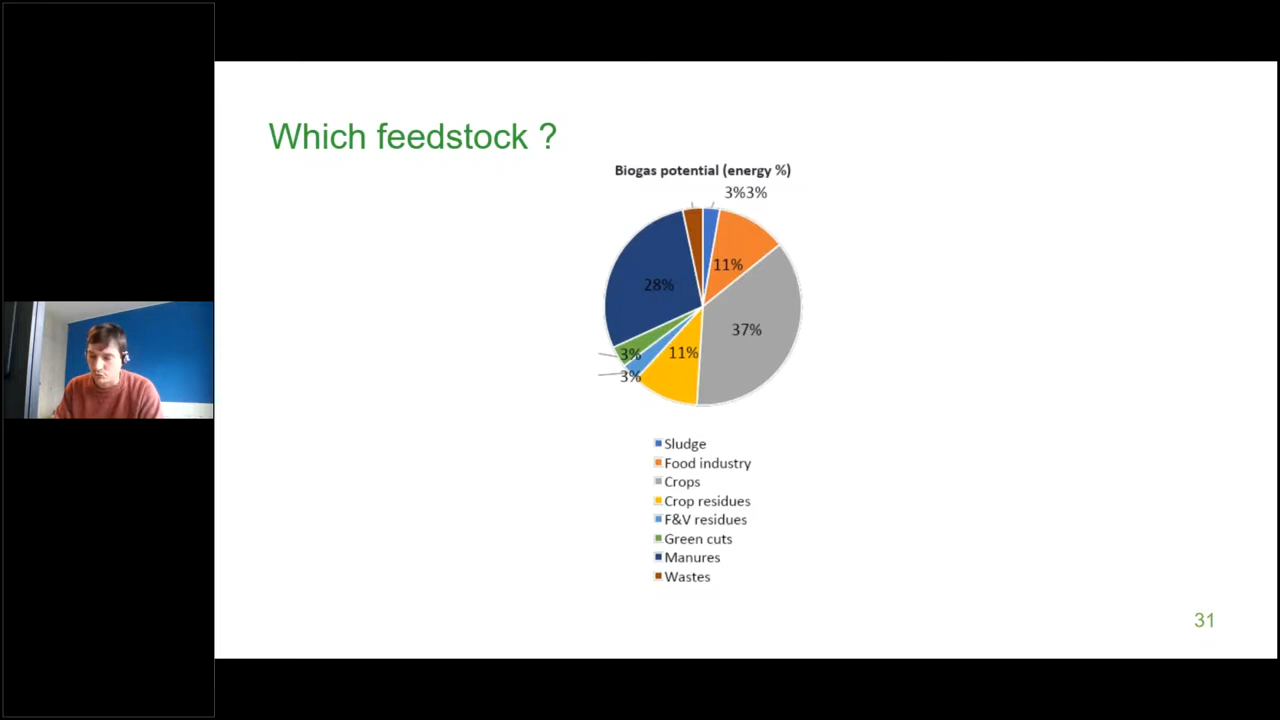 Which feedstock ?
Biogas potential (energy %)
3%3%
11%
28%
37%
11%
3%
3%
Sludge
Food industry
Crops
Crop residues
F&V residues
Green cuts
Manures
Wastes
31